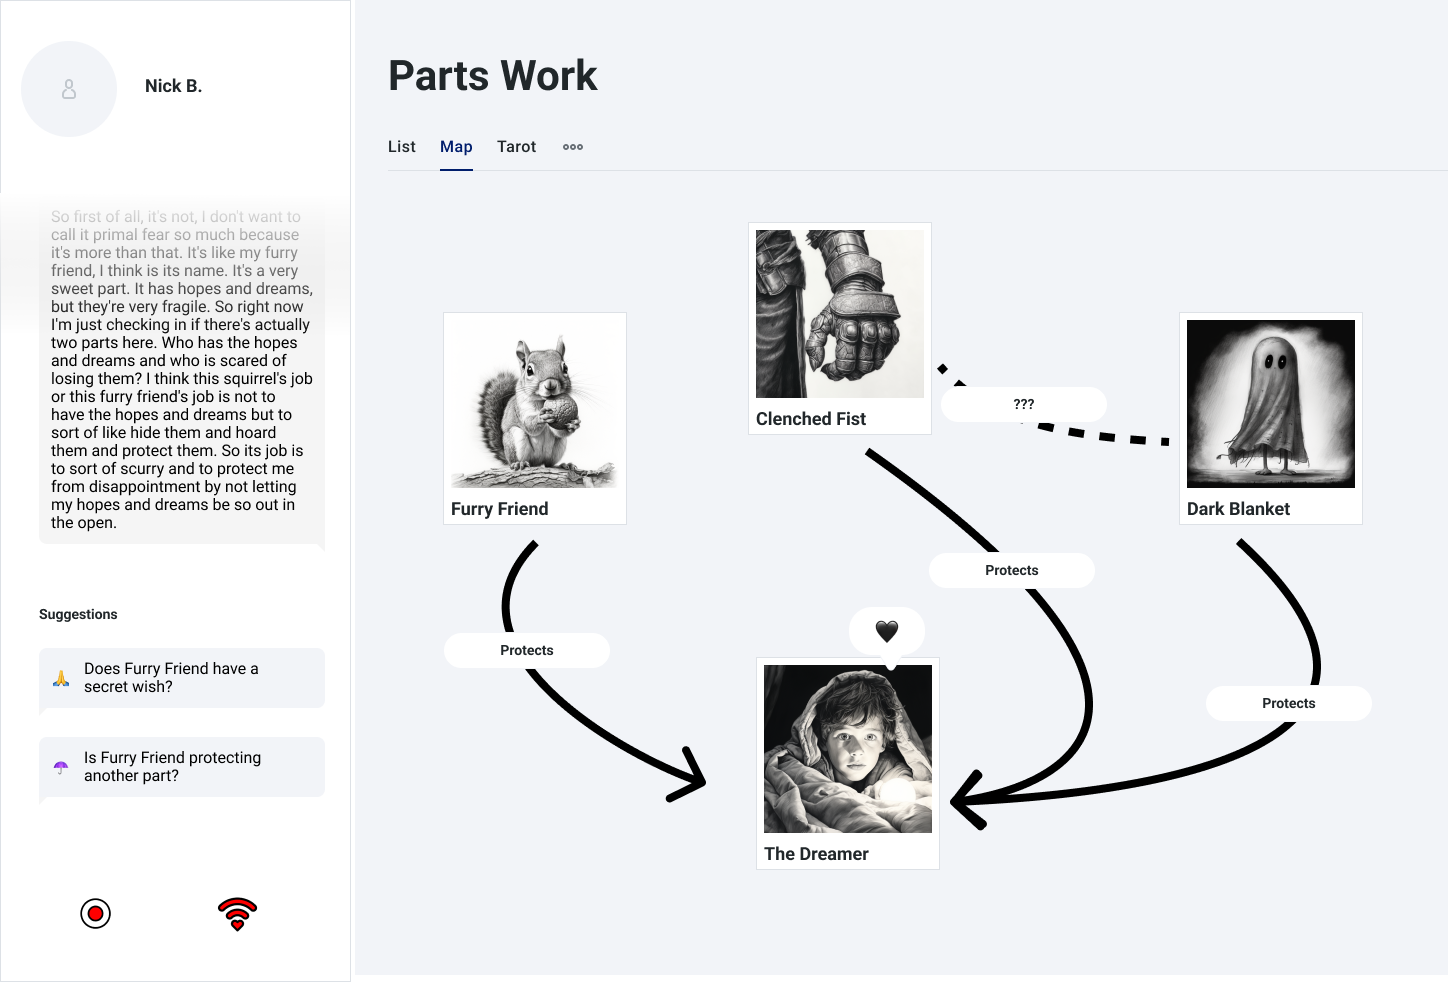 Nick B.
So first of all, it's not, I don't want to
call it primal fear so much because
it's more than that. It's like my furry
friend, I think is its name. It's a very
sweet part. It has hopes and dreams,
but they're very fragile. So right now
I'm just checking in if there's actually
two parts here. Who has the hopes
and dreams and who is scared of
losing them? I think this squirrel's job
or this furry friend's job is not to
have the hopes and dreams but to
sort of like hide them and hoard
them and protect them. So its job is
to sort of scurry and to protect me
from disappointment by not letting
my hopes and dreams be so out in
the open.
Suggestions
Does Furry Friend have a
secret wish?
Is Furry Friend protecting
another part?
Parts Work
List
Map
Tarot
Clenched Fist
???
Furry Friend
Dark Blanket
Protects
Protects
Protects
The Dreamer